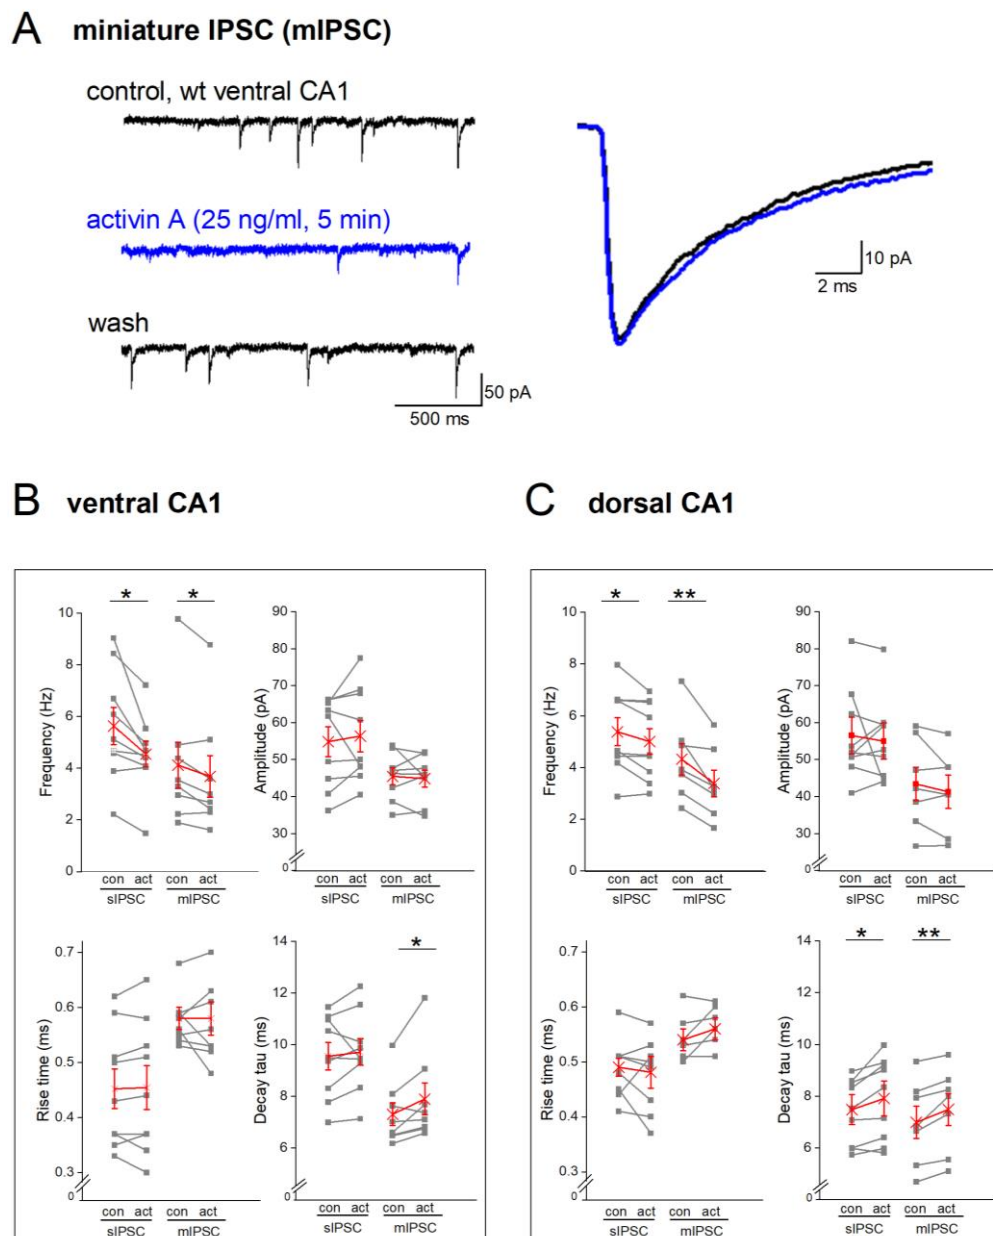 A miniature IPSC (mIPSC)
control, wt ventral CA1
activin A (25 ng/ml, 5 min)
wash
50 pA
500 ms
10 pA
2 ms
B ventral CA1
C dorsal CA1
* *
Frequency (Hz)
10
8
6
4
2
0
con act con act
sIPSC mIPSC
Amplitude (pA)
90
80
70
60
50
40
30
0
con act con act
sIPSC mIPSC
* **
Frequency (Hz)
10
8
6
4
2
0
con act con act
sIPSC mIPSC
Amplitude (pA)
90
80
70
60
50
40
30
0
con act con act
sIPSC mIPSC
Rise time (ms)
0.7
0.6
0.5
0.4
0.3
0
con act con act
sIPSC mIPSC
*
Decay tau (ms)
14
12
10
8
6
0
con act con act
sIPSC mIPSC
Rise time (ms)
0.7
0.6
0.5
0.4
0.3
0
con act con act
sIPSC mIPSC
* **
Decay tau (ms)
14
12
10
8
6
0
con act con act
sIPSC mIPSC